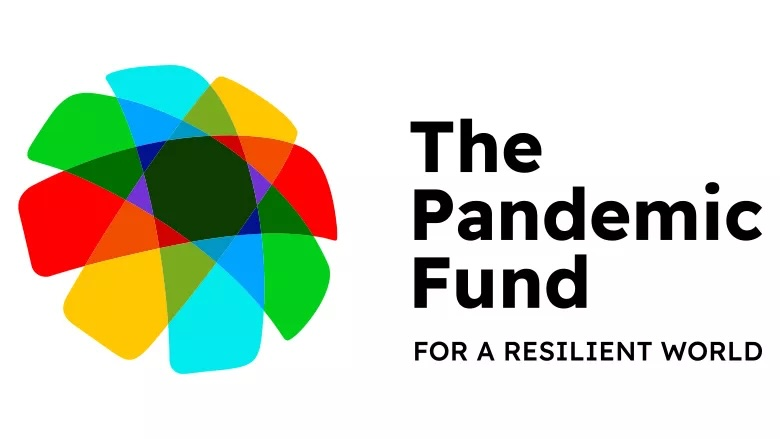 The
Pandemic
Fund
FOR A RESILIENT WORLD